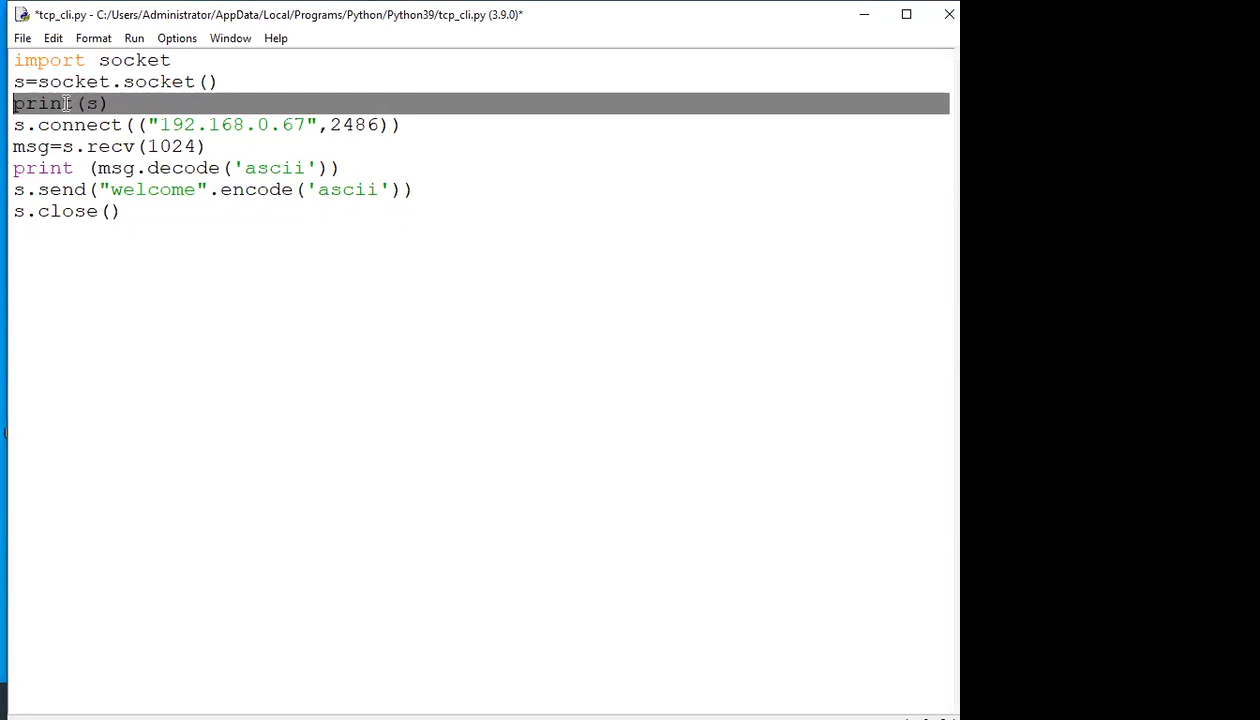 *tcp_cli.py - C:/Users/Administrator/AppData/Local/Programs/Python/Python39/tcp_cli.py (3.9.0)*
File Edit Format Run Options Window Help
import socket
s=socket.socket()
print(s)
s.connect(("192.168.0.67",2486))
msg=s.recv(1024)
print (msg.decode('ascii'))
s.send("welcome".encode('ascii'))
s.close()